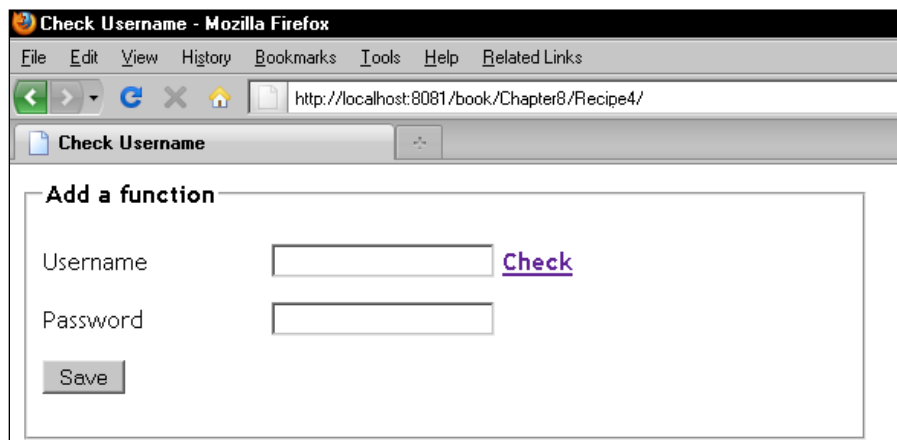 Check Username - Mozilla Firefox
File Edit View History Bookmarks Tools Help Related Links
http://localhost:8081/book/Chapter8/Recipe4/
Check Username
Add a function
Username Check
Password
Save